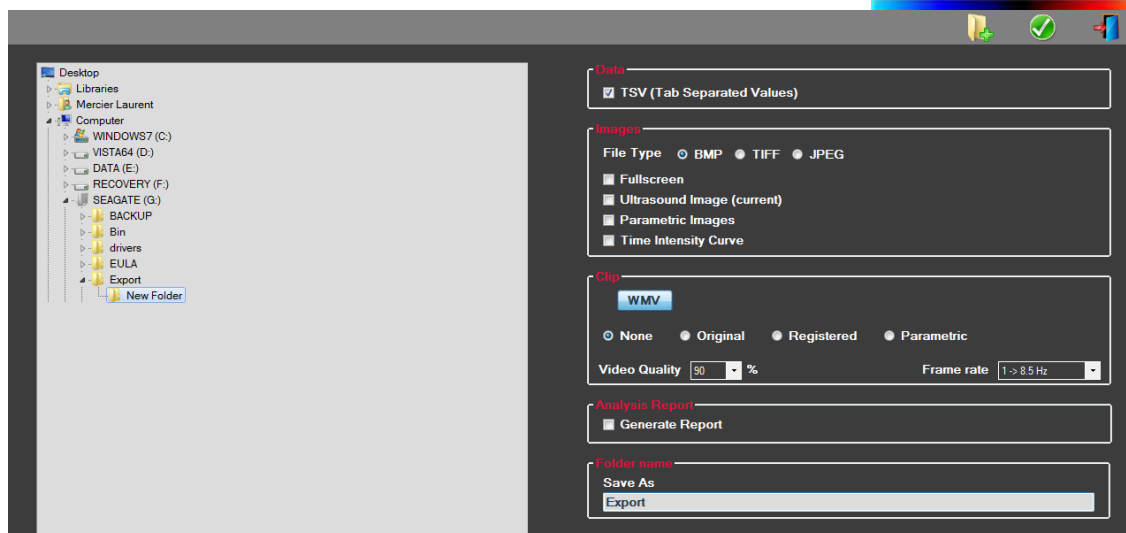 Desktop
Libraries
Mercier Laurent
Computer
WINDOWS7 (C:)
VISTA64 (D:)
DATA (E:)
RECOVERY (F:)
SEAGATE (G:)
BACKUP
Bin
drivers
EULA
Export
New Folder
Data
TSV (Tab Separated Values)
Images
File Type BMP TIFF JPEG
Fullscreen
Ultrasound Image (current)
Parametric Images
Time Intensity Curve
Clip
WMV
None Original Registered Parametric
Video Quality 90 % Frame rate 1 -> 8.5 Hz
Analysis Report
Generate Report
Folder name
Save As
Export